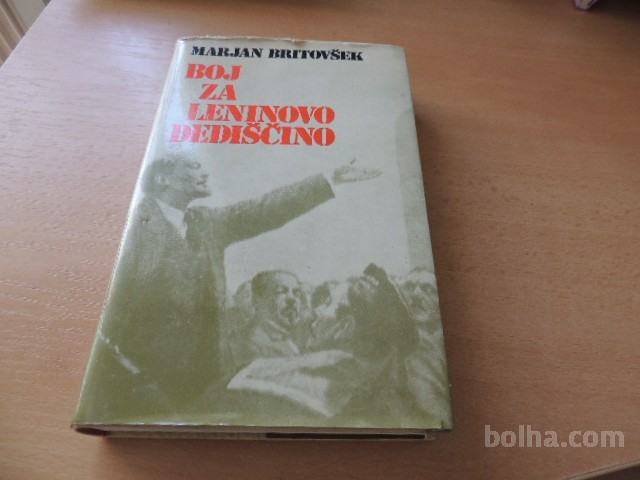 MARJAN BRITOVŠEK
BOJ
ZA
LENINOVO
DEDIŠČINO
bolha.com